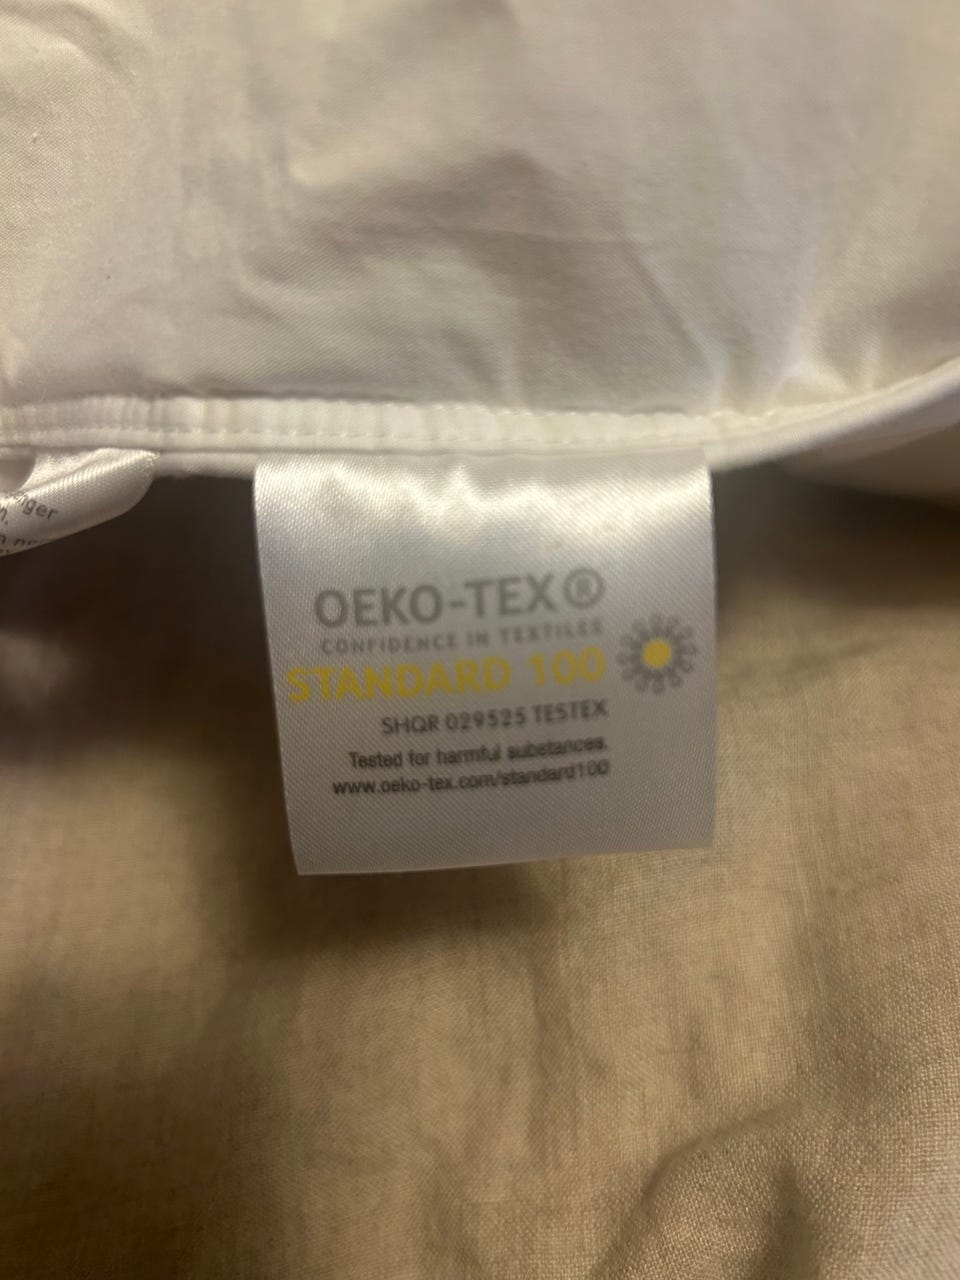 OEKO-TEX®
CONFIDENCE IN TEXTILES
STANDARD 100
SHQR 029525 TESTEX
Tested for harmful substances.
www.oeko-tex.com/standard100